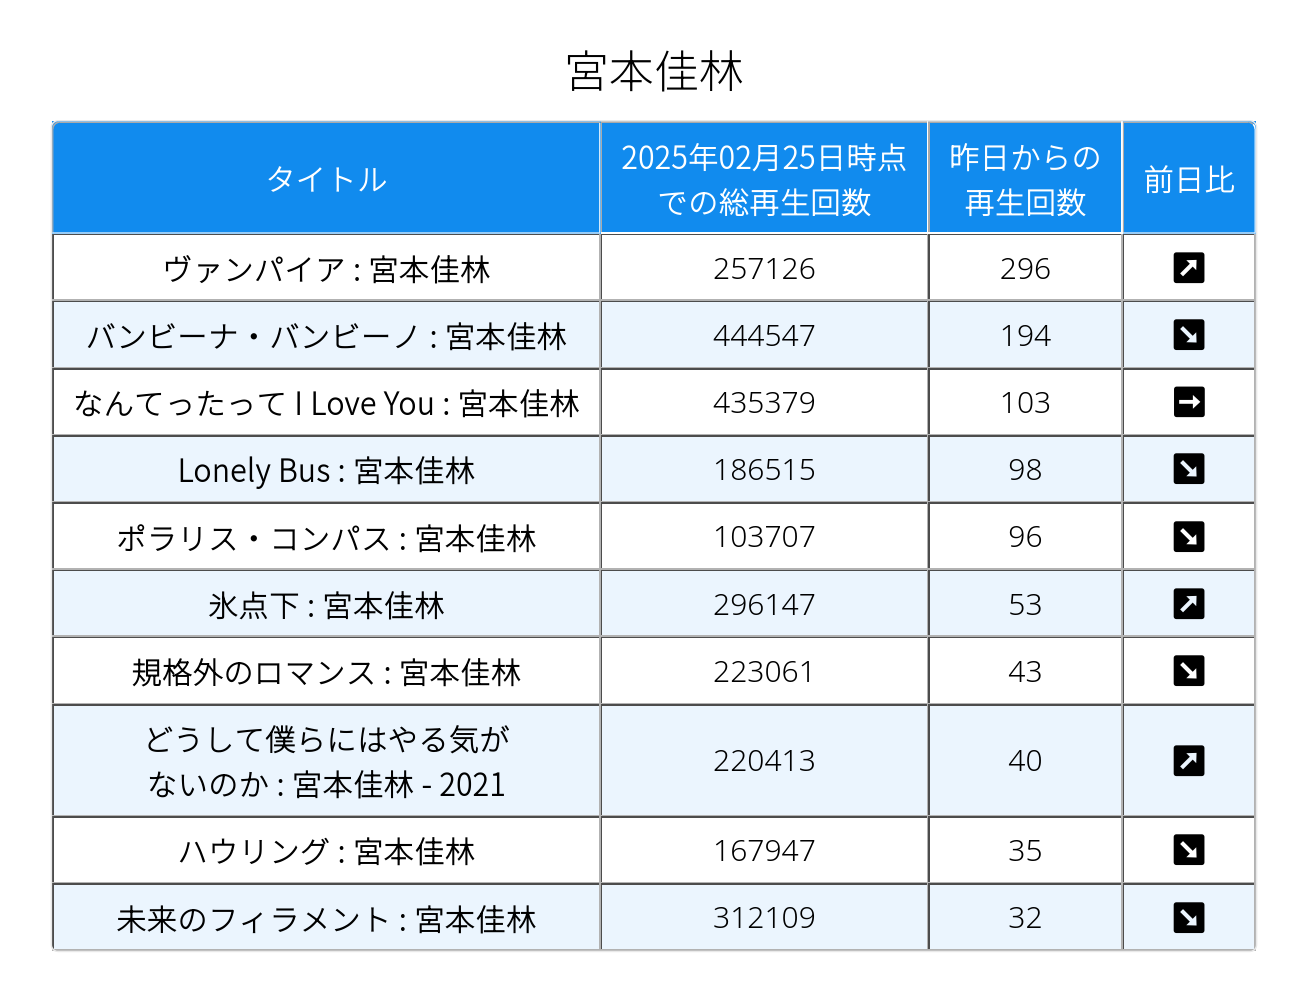 宮本佳林
タイトル
2025年02月25日時点
での総再生回数
昨日からの
再生回数
前日比
ヴァンパイア : 宮本佳林 257126 296 ↗
バンビーナ・バンビーノ : 宮本佳林 444547 194 ↘
なんてったって I Love You : 宮本佳林 435379 103 →
Lonely Bus : 宮本佳林 186515 98 ↘
ポラリス・コンパス : 宮本佳林 103707 96 ↘
氷点下 : 宮本佳林 296147 53 ↗
規格外のロマンス : 宮本佳林 223061 43 ↘
どうして僕らにはやる気が
ないのか : 宮本佳林 - 2021 220413 40 ↗
ハウリング : 宮本佳林 167947 35 ↘
未来のフィラメント : 宮本佳林 312109 32 ↘